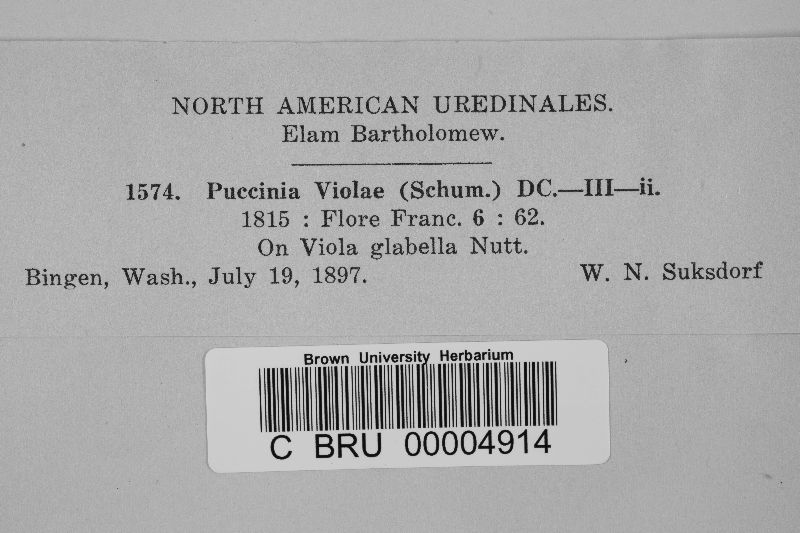 NORTH AMERICAN UREDINALES.
Elam Bartholomew.
1574. Puccinia Violae (Schum.) DC.—III—ii.
1815 : Flore Franc. 6 : 62.
On Viola glabella Nutt.
Bingen, Wash., July 19, 1897. W. N. Suksdorf
Brown University Herbarium
C BRU 00004914